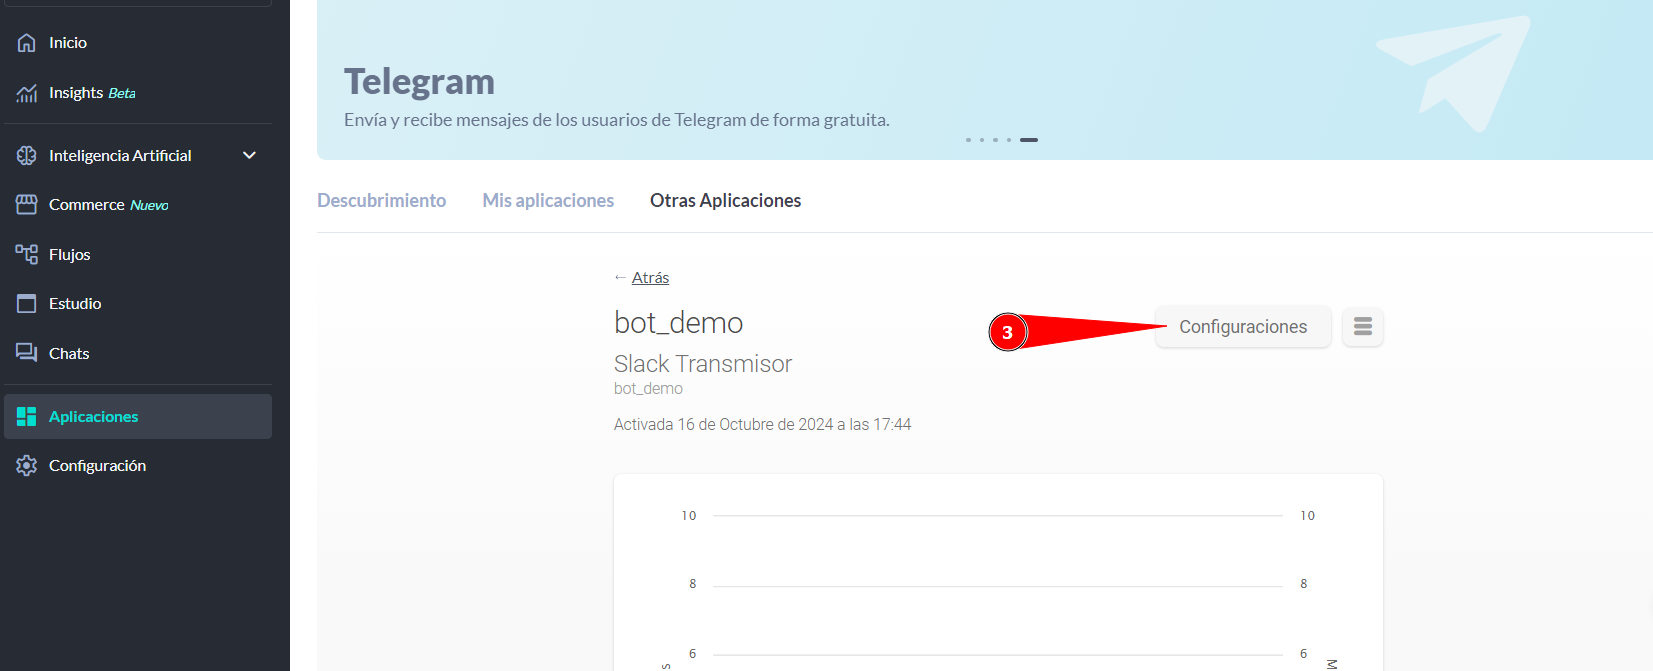 Inicio
Insights Beta
Inteligencia Artificial
Commerce Nuevo
Flujos
Estudio
Chats
Aplicaciones
Configuración
Telegram
Envía y recibe mensajes de los usuarios de Telegram de forma gratuita.
Descubrimiento Mis aplicaciones Otras Aplicaciones
← Atrás
bot_demo
3 Configuraciones
Slack Transmisor
bot_demo
Activada 16 de Octubre de 2024 a las 17:44
10 10
8 8
6 6